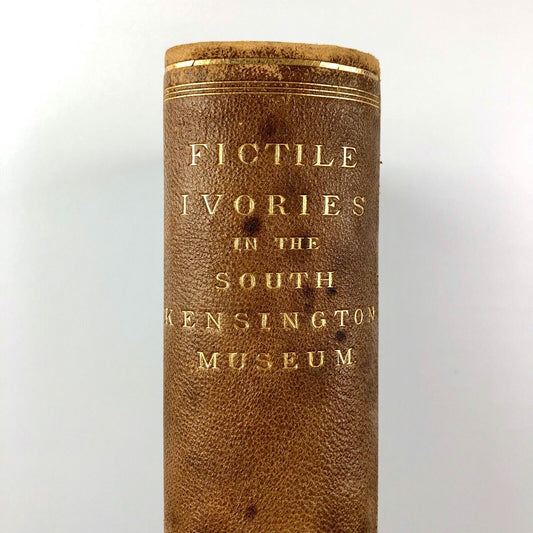 FICTILE
IVORIES
IN THE
SOUTH
KENSINGTON
MUSEUM